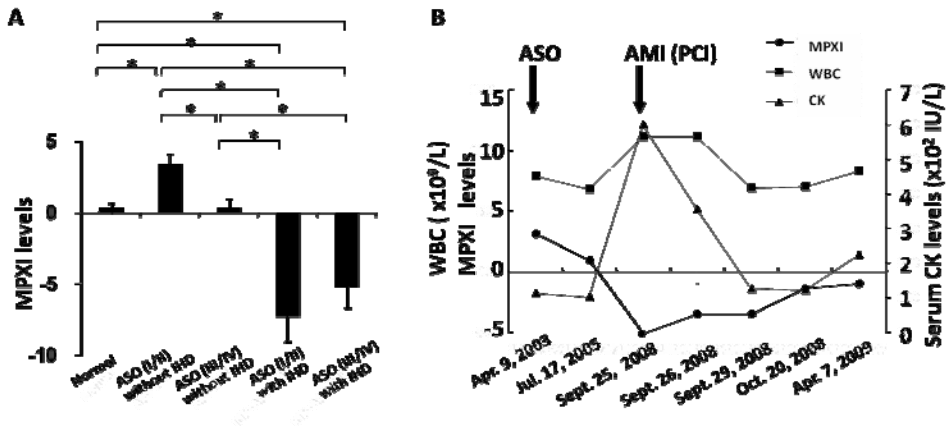 A
*
*
* *
*
* *
*
5
0
-5
-10
MPXI levels
Normal
ASO (I/II)
without IHD
ASO (III/IV)
without IHD
ASO (I/II)
with IHD
ASO (III/IV)
with IHD
B
ASO
AMI (PCI)
MPXI
WBC
CK
WBC ( x10⁹/L)
MPXI levels
15
10
5
0
-5
7
6
5
4
3
2
1
0
Serum CK levels (x10² IU/L)
Apr. 9, 2003
Jul. 17, 2003
Sept. 25, 2008
Sept. 26, 2008
Sept. 29, 2008
Oct. 20, 2008
Apr. 7, 2009